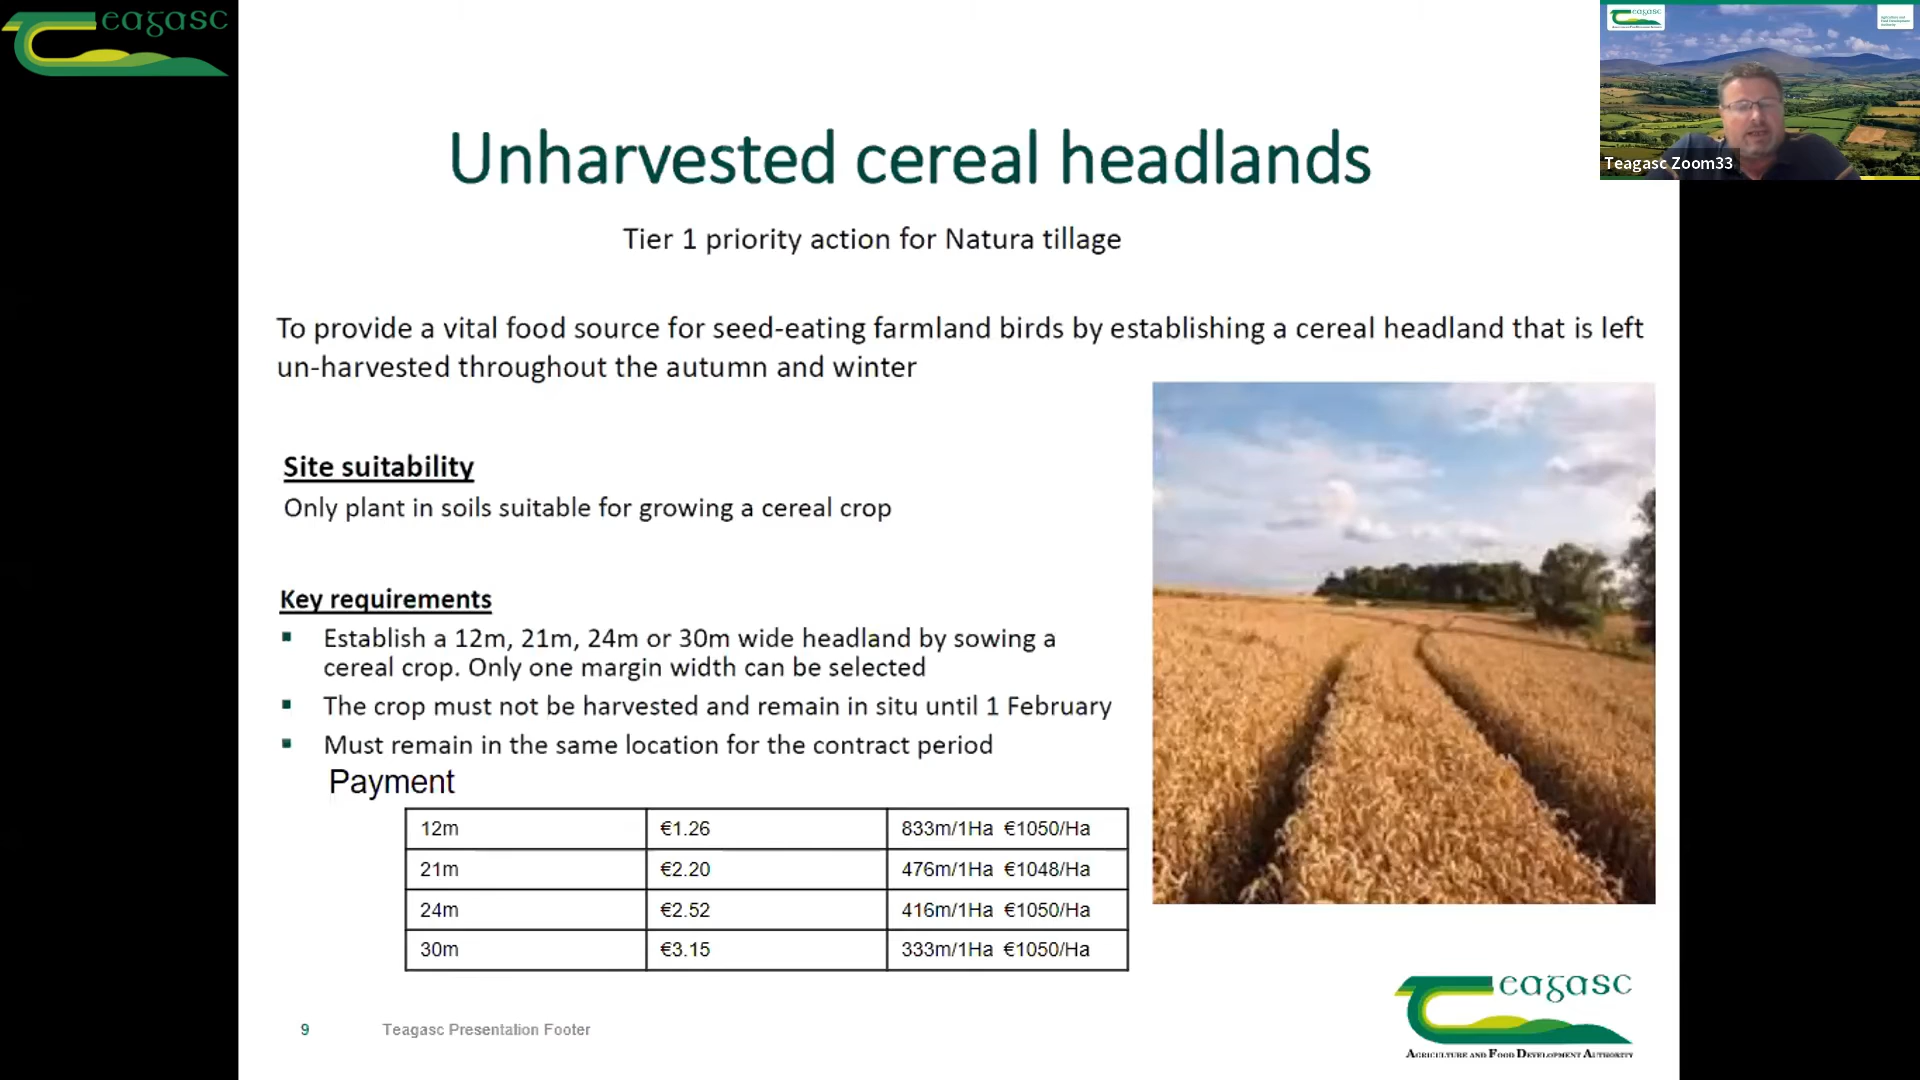 eagasc
eagasc
Teagasc Zoom33
Unharvested cereal headlands
Tier 1 priority action for Natura tillage
To provide a vital food source for seed-eating farmland birds by establishing a cereal headland that is left
un-harvested throughout the autumn and winter
Site suitability
Only plant in soils suitable for growing a cereal crop
Key requirements
Establish a 12m, 21m, 24m or 30m wide headland by sowing a
cereal crop. Only one margin width can be selected
The crop must not be harvested and remain in situ until 1 February
Must remain in the same location for the contract period
Payment
12m €1.26 833m/1Ha €1050/Ha
21m €2.20 476m/1Ha €1048/Ha
24m €2.52 416m/1Ha €1050/Ha
30m €3.15 333m/1Ha €1050/Ha
eagasc
AGRICULTURE AND FOOD DEVELOPMENT AUTHORITY
9 Teagasc Presentation Footer